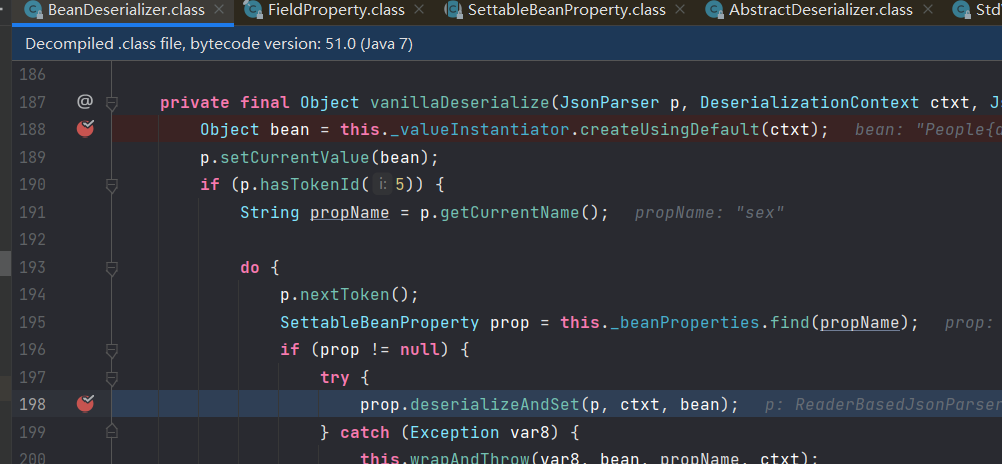 BeanDeserializer.class × FieldProperty.class × SettableBeanProperty.class × AbstractDeserializer.class × Std
Decompiled .class file, bytecode version: 51.0 (Java 7)
186
187 @ private final Object vanillaDeserialize(JsonParser p, DeserializationContext ctxt, J
188 Object bean = this._valueInstantiator.createUsingDefault(ctxt); bean: "People{
189 p.setCurrentValue(bean);
190 if (p.hasTokenId( i: 5)) {
191 String propName = p.getCurrentName(); propName: "sex"
192
193 do {
194 p.nextToken();
195 SettableBeanProperty prop = this._beanProperties.find(propName); prop:
196 if (prop != null) {
197 try {
198 prop.deserializeAndSet(p, ctxt, bean); p: ReaderBasedJsonParser
199 } catch (Exception var8) {
200 this.wrapAndThrow(var8, bean, propName, ctxt);